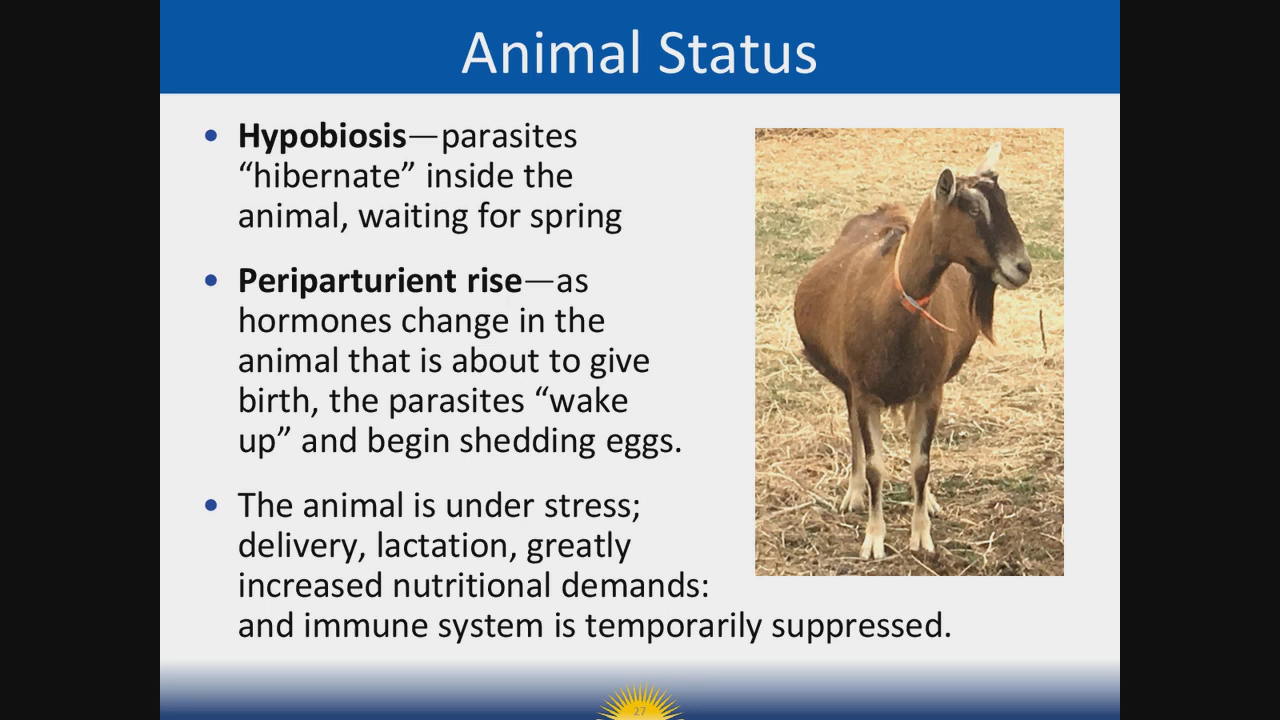 Animal Status
• Hypobiosis—parasites
“hibernate” inside the
animal, waiting for spring
• Periparturient rise—as
hormones change in the
animal that is about to give
birth, the parasites “wake
up” and begin shedding eggs.
• The animal is under stress;
delivery, lactation, greatly
increased nutritional demands:
and immune system is temporarily suppressed.
27